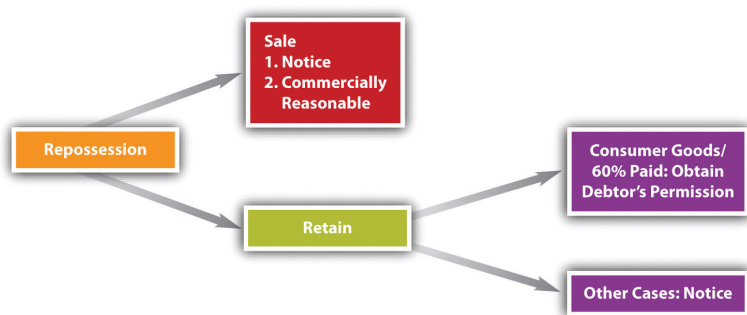 Sale
1. Notice
2. Commercially
Reasonable
Repossession
Consumer Goods/
60% Paid: Obtain
Debtor's Permission
Retain
Other Cases: Notice